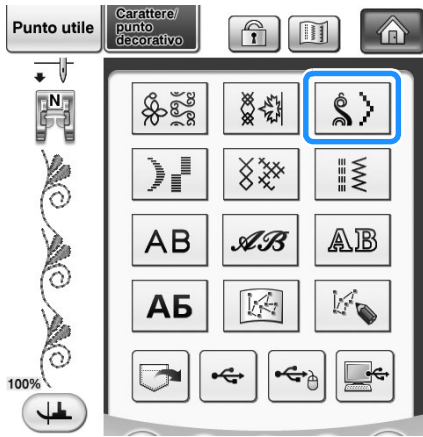 Punto utile
Carattere/
punto
decorativo
N
AB
AB
AB
АБ
100%